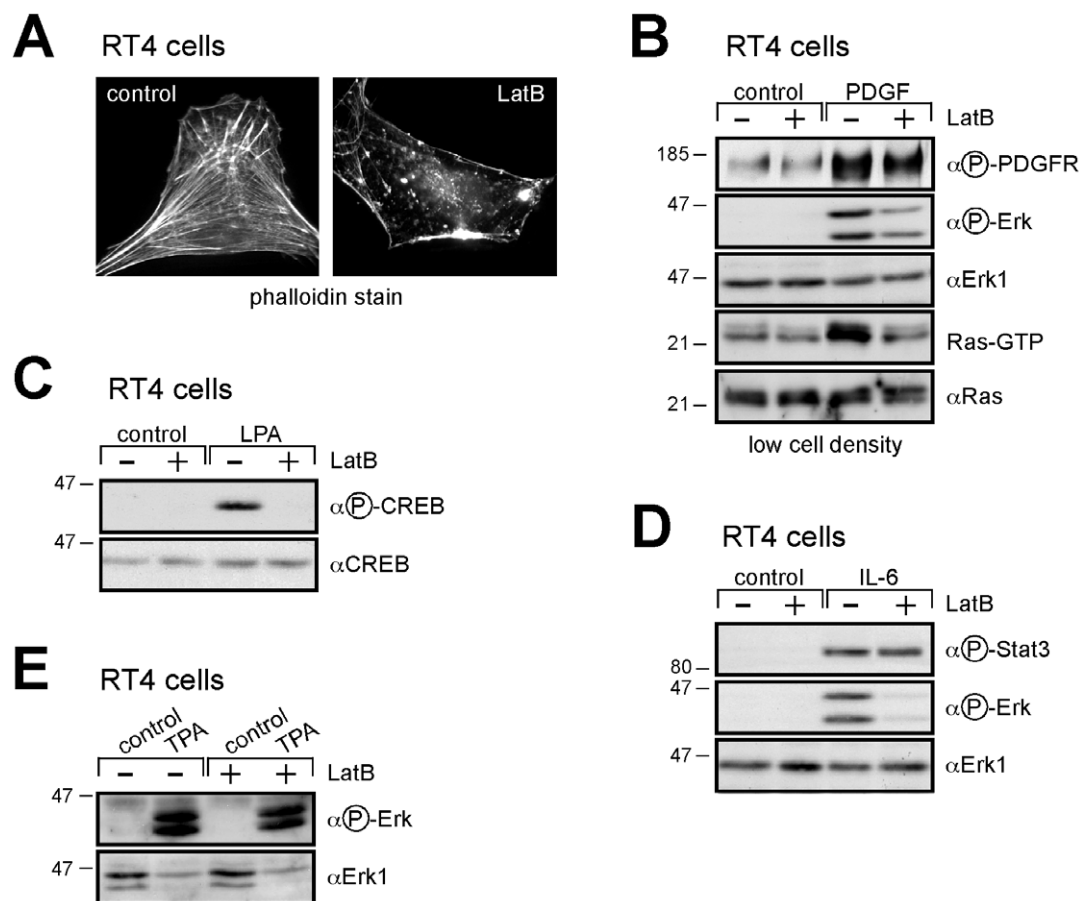 A RT4 cells
control LatB
phalloidin stain
B RT4 cells
control PDGF
− + − + LatB
185 – αⓅ-PDGFR
47 – αⓅ-Erk
47 – αErk1
21 – Ras-GTP
21 – αRas
low cell density
C RT4 cells
control LPA
− + − + LatB
47 – αⓅ-CREB
47 – αCREB
D RT4 cells
control IL-6
− + − + LatB
80 – αⓅ-Stat3
47 – αⓅ-Erk
47 – αErk1
E RT4 cells
control TPA control TPA
− − + + LatB
47 – αⓅ-Erk
47 – αErk1